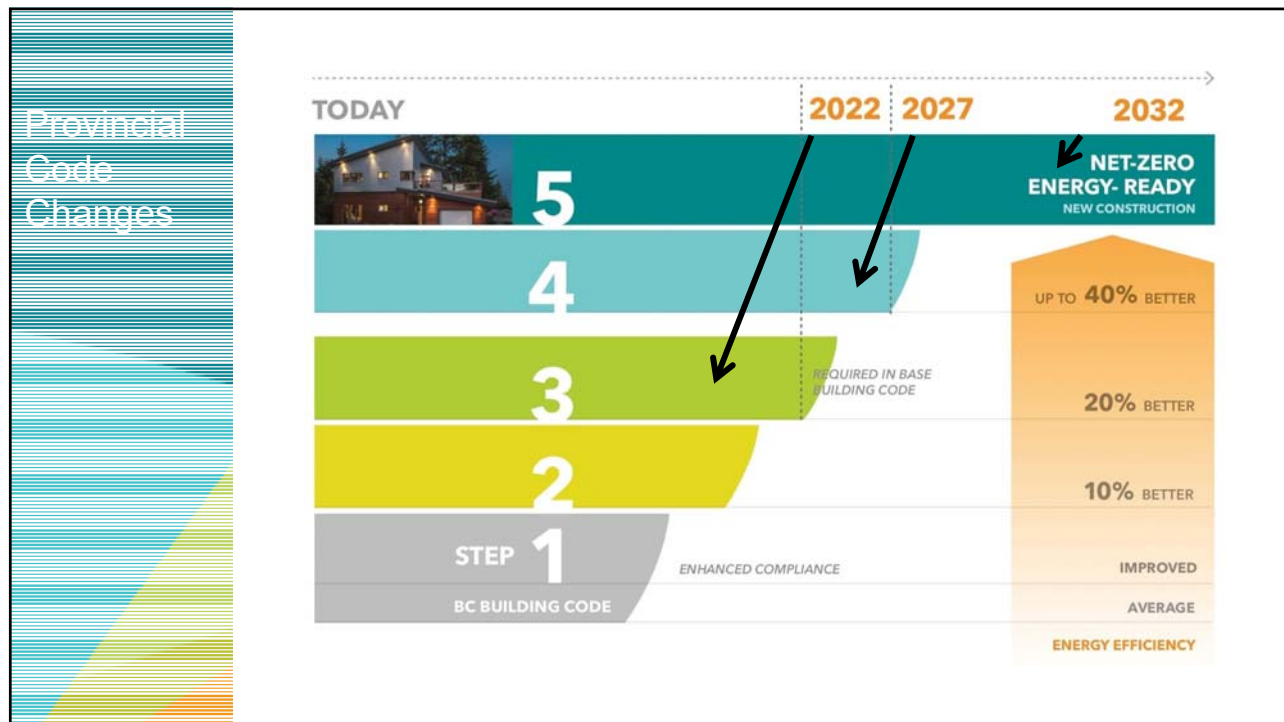 Provincial
Code
Changes
TODAY
2022
2027
2032
5
NET-ZERO
ENERGY- READY
NEW CONSTRUCTION
4
UP TO 40% BETTER
3
REQUIRED IN BASE
BUILDING CODE
20% BETTER
2
10% BETTER
STEP 1
ENHANCED COMPLIANCE
IMPROVED
BC BUILDING CODE
AVERAGE
ENERGY EFFICIENCY